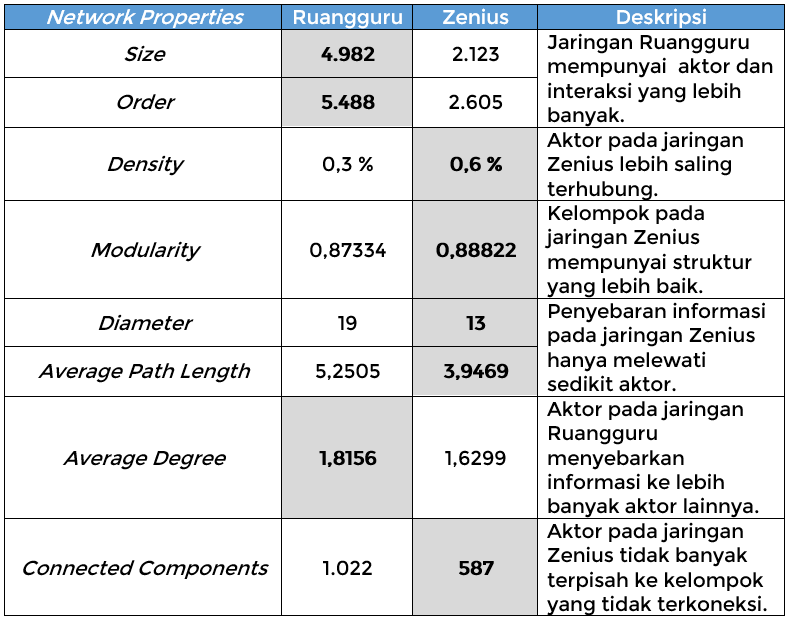 Network Properties Ruangguru Zenius Deskripsi
Size 4.982 2.123
Order 5.488 2.605
Jaringan Ruangguru
mempunyai aktor dan
interaksi yang lebih
banyak.
Density 0,3 % 0,6 %
Aktor pada jaringan
Zenius lebih saling
terhubung.
Modularity 0,87334 0,88822
Kelompok pada
jaringan Zenius
mempunyai struktur
yang lebih baik.
Diameter 19 13
Average Path Length 5,2505 3,9469
Penyebaran informasi
pada jaringan Zenius
hanya melewati
sedikit aktor.
Average Degree 1,8156 1,6299
Aktor pada jaringan
Ruangguru
menyebarkan
informasi ke lebih
banyak aktor lainnya.
Connected Components 1.022 587
Aktor pada jaringan
Zenius tidak banyak
terpisah ke kelompok
yang tidak terkoneksi.